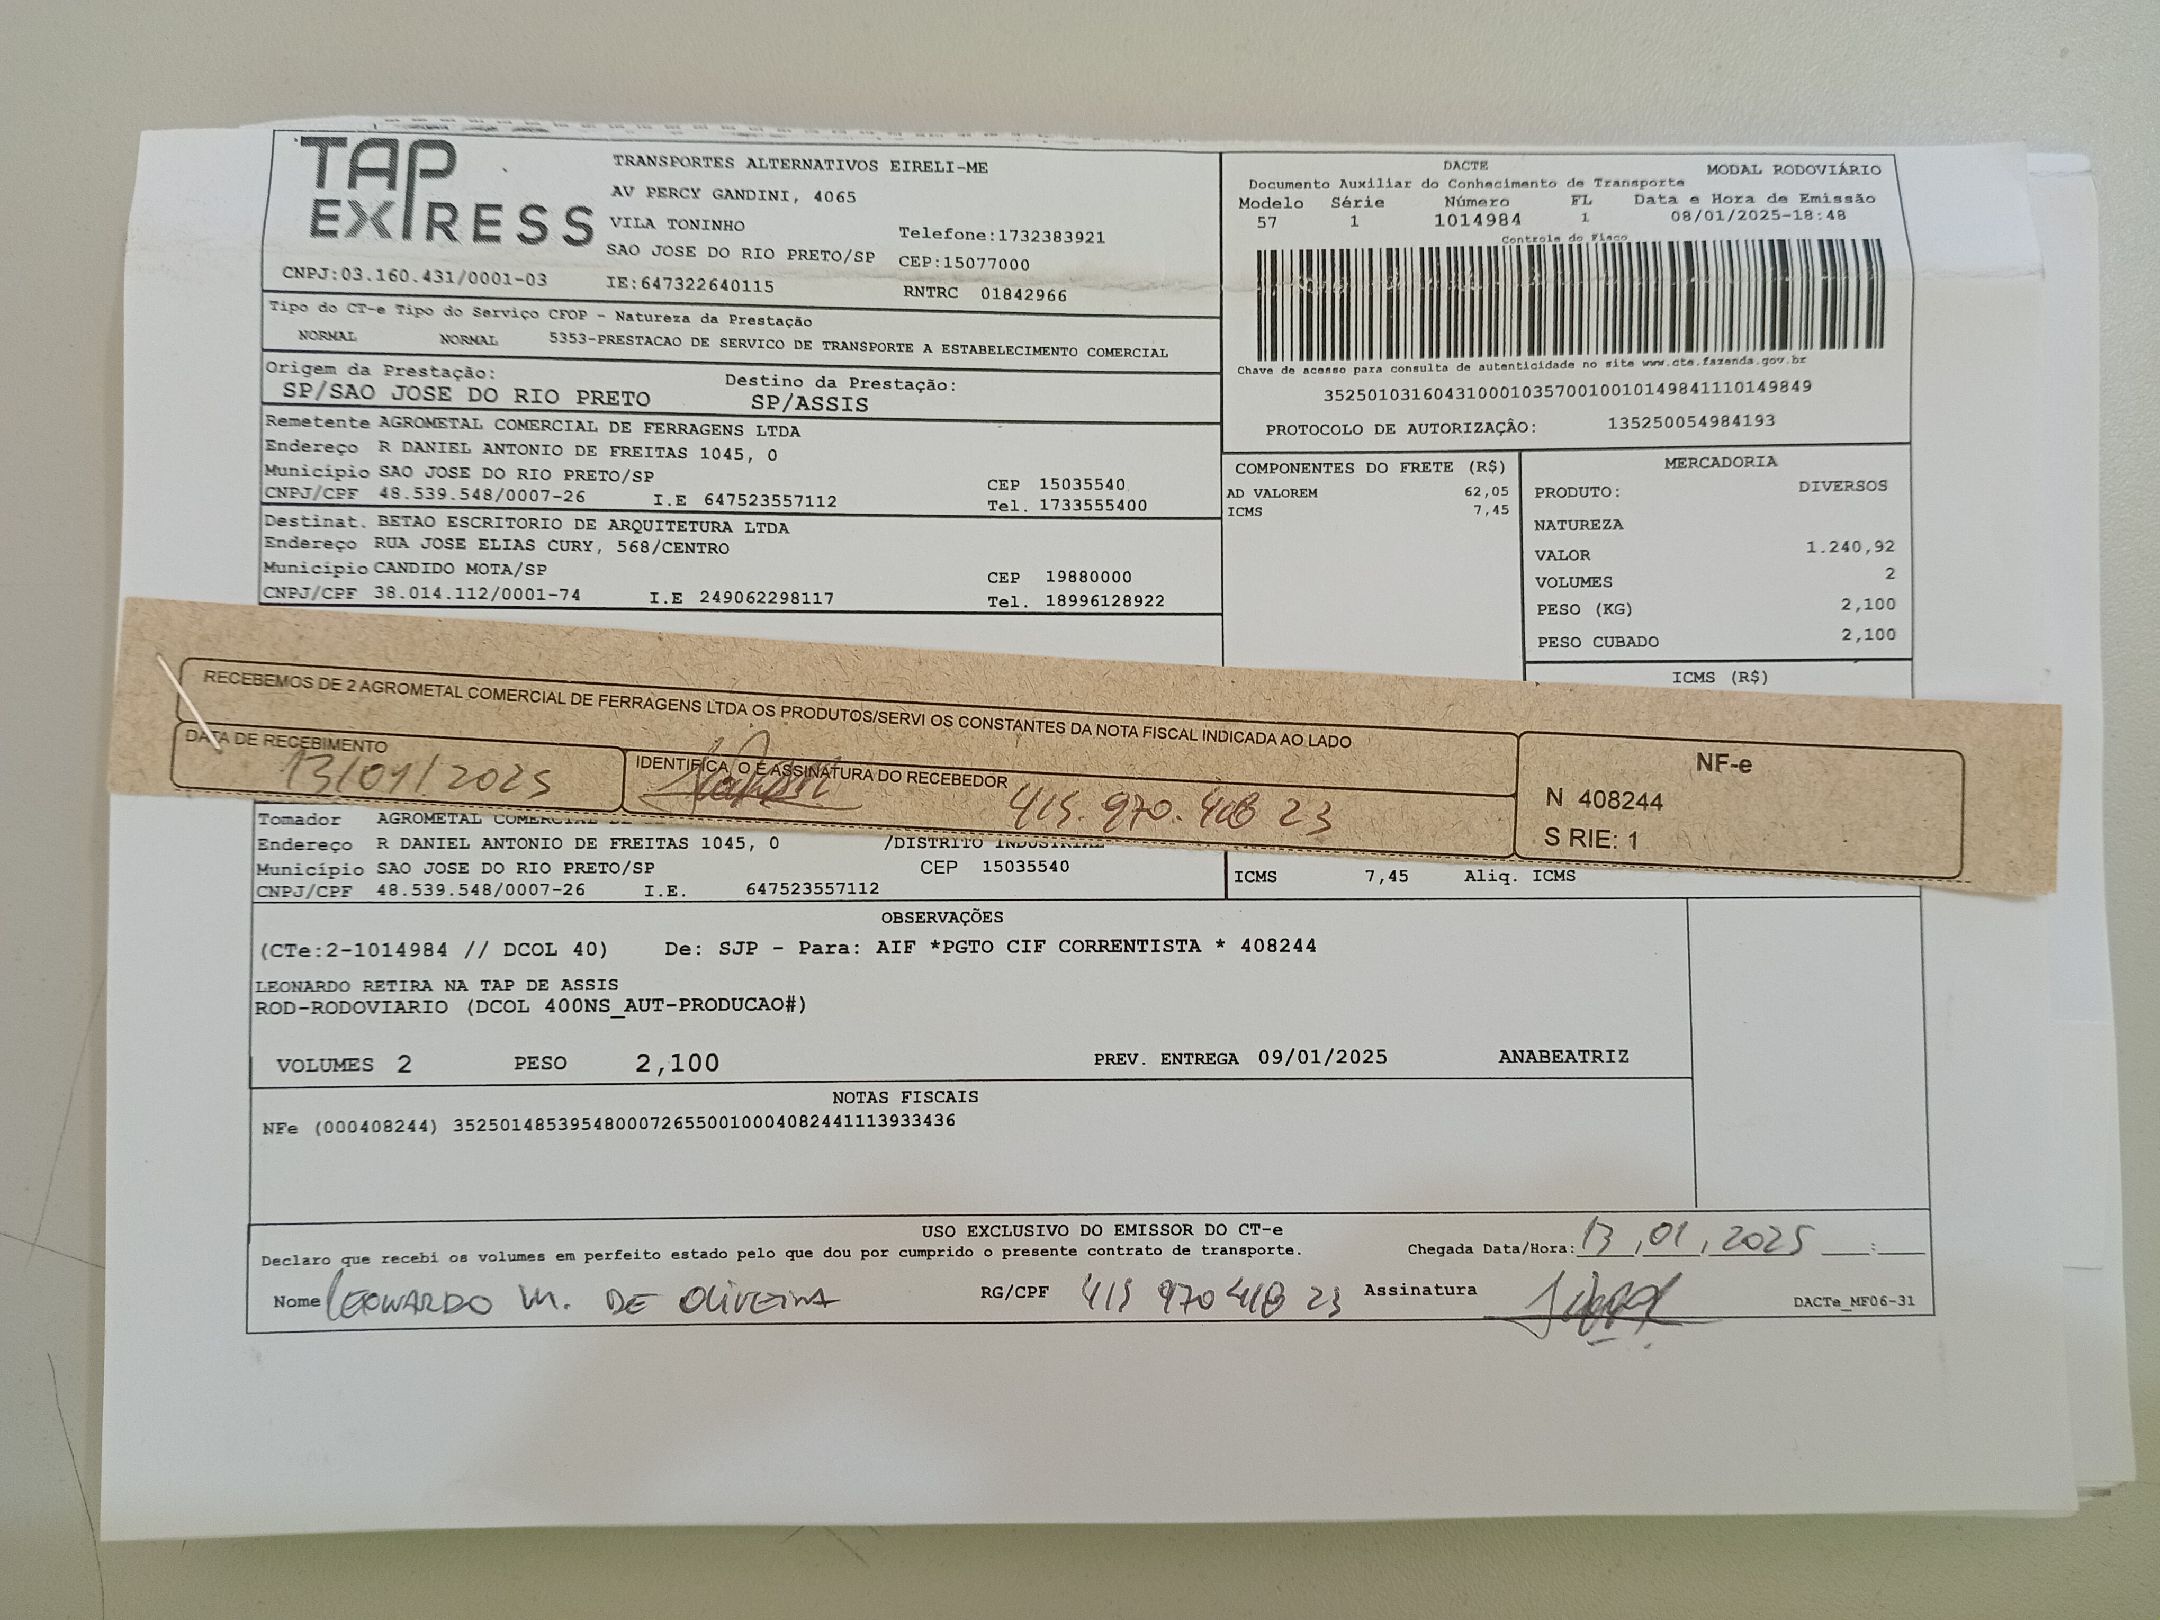 TAP EXPRESS
TRANSPORTES ALTERNATIVOS EIRELI-ME
AV PERCY GANDINI, 4065
VILA TONINHO
Telefone:1732383921
SAO JOSE DO RIO PRETO/SP CEP:15077000
CNPJ:03.160.431/0001-03 IE:647322640115 RNTRC 01842966
DACTE MODAL RODOVIÁRIO
Documento Auxiliar do Conhecimento de Transporte
Modelo Série Número FL Data e Hora de Emissão
57 1 1014984 1 08/01/2025-18:48
Controle do Fisco
Chave de acesso para consulta de autenticidade no site www.cte.fazenda.gov.br
35250103160431000103570010010149841110149849
PROTOCOLO DE AUTORIZAÇÃO: 135250054984193
Tipo do CT-e Tipo do Serviço CFOP - Natureza da Prestação
NORMAL NORMAL 5353-PRESTACAO DE SERVICO DE TRANSPORTE A ESTABELECIMENTO COMERCIAL
Origem da Prestação: Destino da Prestação:
SP/SAO JOSE DO RIO PRETO SP/ASSIS
Remetente AGROMETAL COMERCIAL DE FERRAGENS LTDA
Endereço R DANIEL ANTONIO DE FREITAS 1045, 0
Município SAO JOSE DO RIO PRETO/SP CEP 15035540
CNPJ/CPF 48.539.548/0007-26 I.E 647523557112 Tel. 1733555400
Destinat. BETAO ESCRITORIO DE ARQUITETURA LTDA
Endereço RUA JOSE ELIAS CURY, 568/CENTRO
Município CANDIDO MOTA/SP CEP 19880000
CNPJ/CPF 38.014.112/0001-74 I.E 249062298117 Tel. 18996128922
COMPONENTES DO FRETE (R$)
AD VALOREM 62,05
ICMS 7,45
MERCADORIA
PRODUTO: DIVERSOS
NATUREZA
VALOR 1.240,92
VOLUMES 2
PESO (KG) 2,100
PESO CUBADO 2,100
ICMS (R$)
RECEBEMOS DE 2 AGROMETAL COMERCIAL DE FERRAGENS LTDA OS PRODUTOS/SERVI OS CONSTANTES DA NOTA FISCAL INDICADA AO LADO
DATA DE RECEBIMENTO
13/01/2025
IDENTIFICA O E ASSINATURA DO RECEBEDOR
415.970.418 23
NF-e
N 408244
S RIE: 1
Tomador AGROMETAL COMERCIAL DE
Endereço R DANIEL ANTONIO DE FREITAS 1045, 0 /DISTRITO INDUSTRIAL
Município SAO JOSE DO RIO PRETO/SP CEP 15035540
CNPJ/CPF 48.539.548/0007-26 I.E. 647523557112
ICMS 7,45 Aliq. ICMS
OBSERVAÇÕES
(CTe:2-1014984 // DCOL 40) De: SJP - Para: AIF *PGTO CIF CORRENTISTA * 408244
LEONARDO RETIRA NA TAP DE ASSIS
ROD-RODOVIARIO (DCOL 400NS_AUT-PRODUCAO#)
VOLUMES 2 PESO 2,100 PREV. ENTREGA 09/01/2025 ANABEATRIZ
NOTAS FISCAIS
NFe (000408244) 35250148539548000726550010004082441113933436
USO EXCLUSIVO DO EMISSOR DO CT-e
Declaro que recebi os volumes em perfeito estado pelo que dou por cumprido o presente contrato de transporte. Chegada Data/Hora: 13,01,2025 :
Nome LEONARDO M. DE OLIVEIRA RG/CPF 415 970 418 23 Assinatura
DACTe_MF06-31